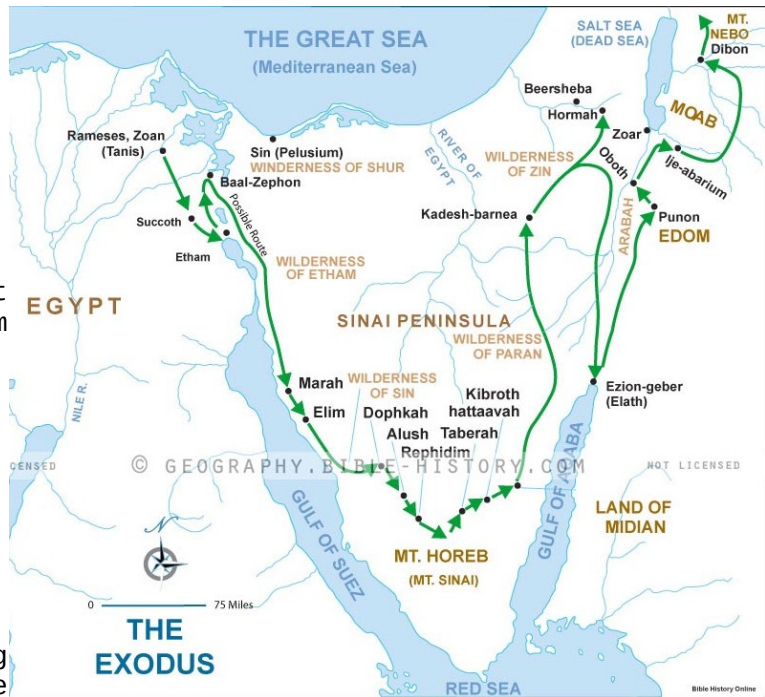 THE GREAT SEA
(Mediterranean Sea)
SALT SEA
(DEAD SEA)
MT.
NEBO
Dibon
Beersheba
Hormah
MOAB
Rameses, Zoan
(Tanis)
Sin (Pelusium)
WINDERNESS OF SHUR
RIVER OF
EGYPT
WILDERNESS
OF ZIN
Zoar
Oboth
Ije-abarium
Baal-Zephon
Possible Route
Kadesh-barnea
ARABAH
Punon
EDOM
Succoth
Etham
WILDERNESS
OF ETHAM
t
m
EGYPT
SINAI PENINSULA
WILDERNESS
OF PARAN
NILE R.
Marah
Elim
WILDERNESS
OF SIN
Dophkah
Alush
Rephidim
Kibroth
hattaavah
Taberah
Ezion-geber
(Elath)
CENSED
© GEOGRAPHY.BIBLE-HISTORY.COM
NOT LICENSED
GULF OF SUEZ
GULF OF AQABA
LAND OF
MIDIAN
N
MT. HOREB
(MT. SINAI)
0 75 Miles
THE
EXODUS
g
e
RED SEA
Bible History Online